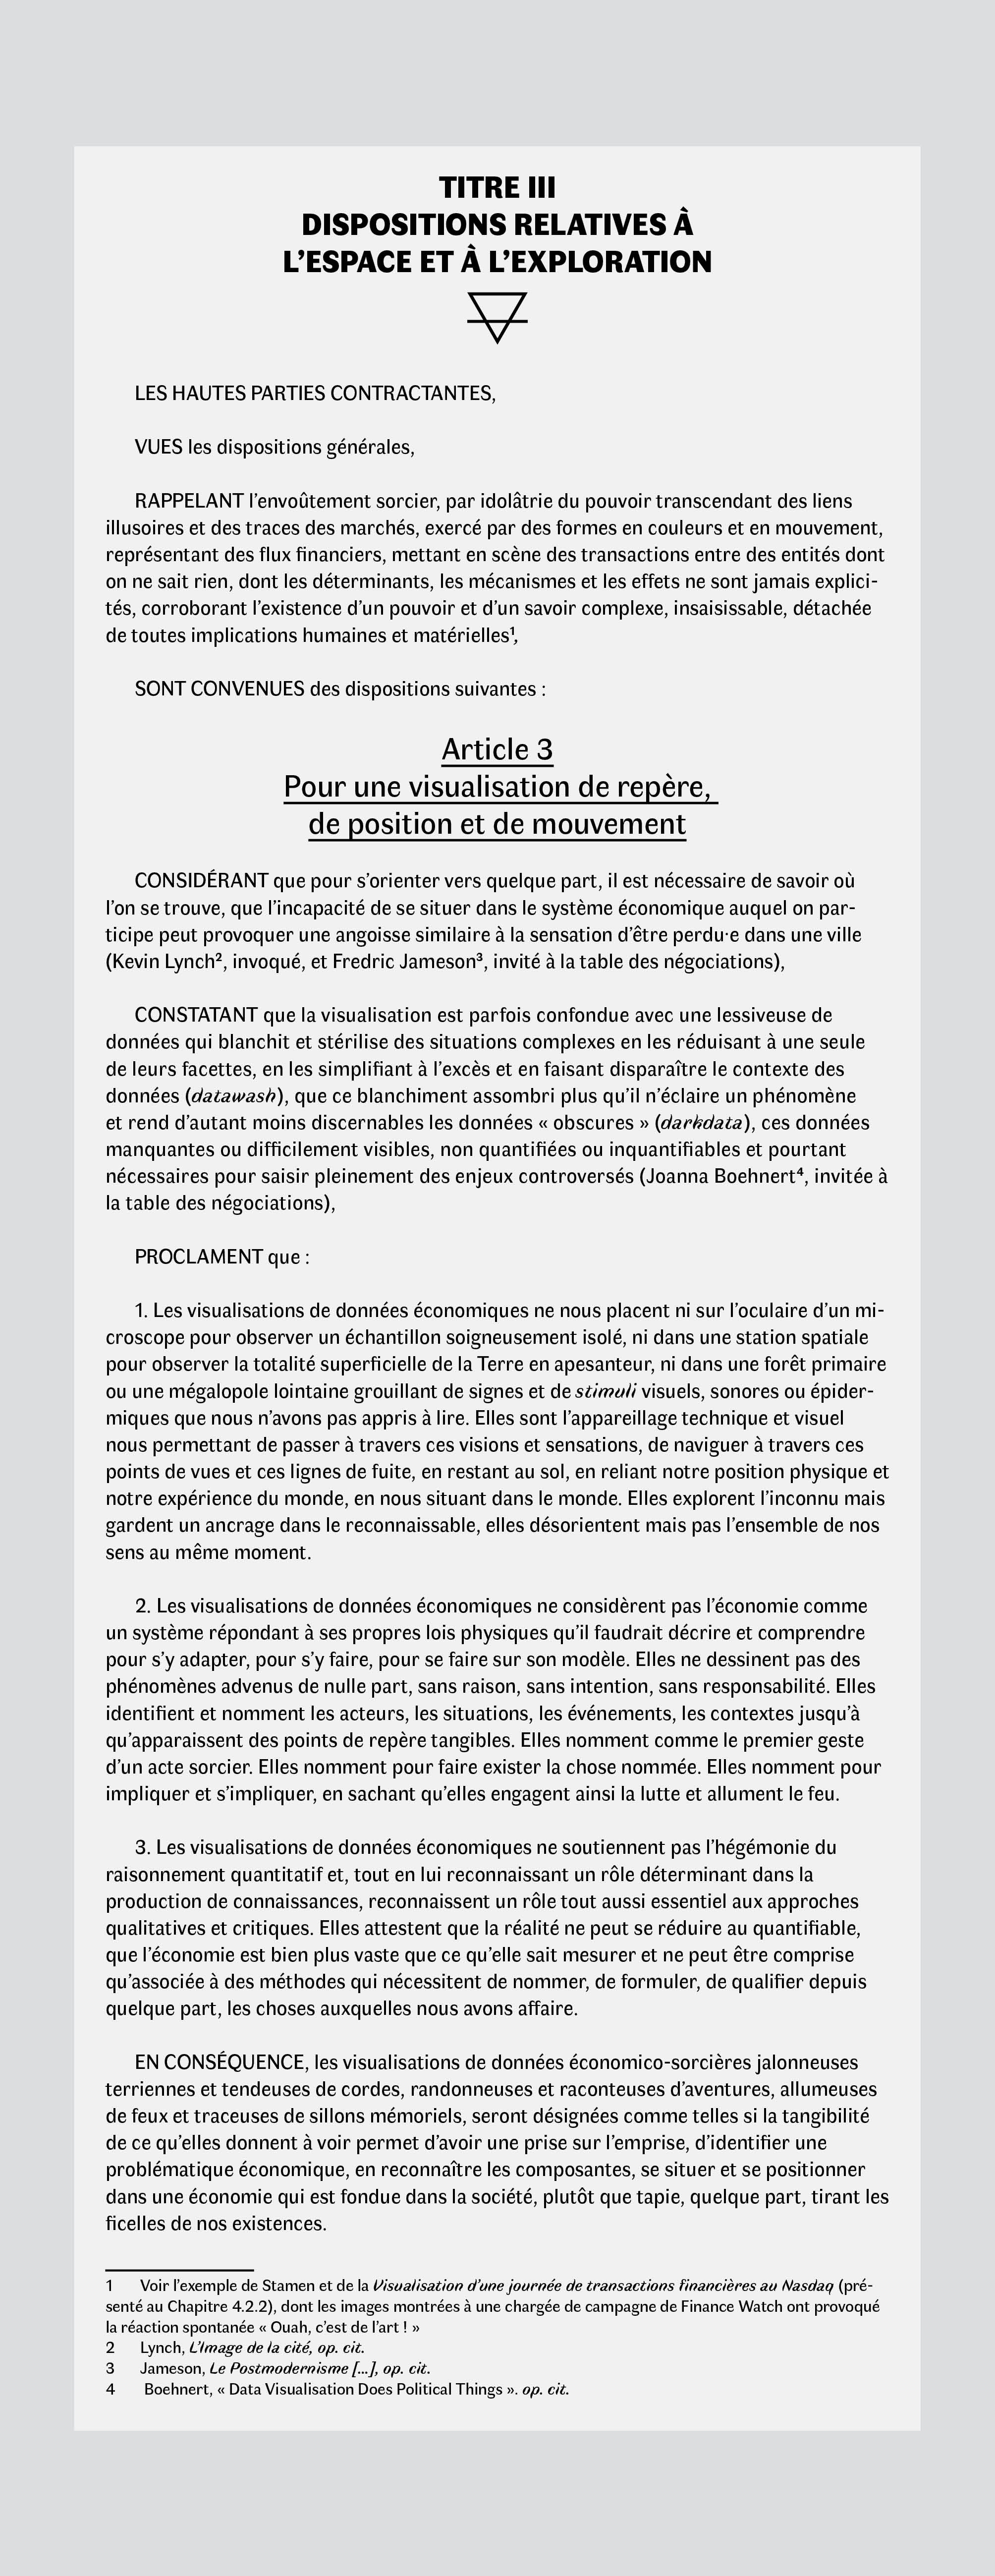 TITRE III
DISPOSITIONS RELATIVES À
L’ESPACE ET À L’EXPLORATION
LES HAUTES PARTIES CONTRACTANTES,
VUES les dispositions générales,
RAPPELANT l’envoûtement sorcier, par idolâtrie du pouvoir transcendant des liens
illusoires et des traces des marchés, exercé par des formes en couleurs et en mouvement,
représentant des flux financiers, mettant en scène des transactions entre des entités dont
on ne sait rien, dont les déterminants, les mécanismes et les effets ne sont jamais explici-
tés, corroborant l’existence d’un pouvoir et d’un savoir complexe, insaisissable, détachée
de toutes implications humaines et matérielles¹,
SONT CONVENUES des dispositions suivantes :
Article 3
Pour une visualisation de repère,
de position et de mouvement
CONSIDÉRANT que pour s’orienter vers quelque part, il est nécessaire de savoir où
l’on se trouve, que l’incapacité de se situer dans le système économique auquel on par-
ticipe peut provoquer une angoisse similaire à la sensation d’être perdu·e dans une ville
(Kevin Lynch², invoqué, et Fredric Jameson³, invité à la table des négociations),
CONSTATANT que la visualisation est parfois confondue avec une lessiveuse de
données qui blanchit et stérilise des situations complexes en les réduisant à une seule
de leurs facettes, en les simplifiant à l’excès et en faisant disparaître le contexte des
données (datawash), que ce blanchiment assombri plus qu’il n’éclaire un phénomène
et rend d’autant moins discernables les données « obscures » (darkdata), ces données
manquantes ou difficilement visibles, non quantifiées ou inquantifiables et pourtant
nécessaires pour saisir pleinement des enjeux controversés (Joanna Boehnert⁴, invitée à
la table des négociations),
PROCLAMENT que :
1. Les visualisations de données économiques ne nous placent ni sur l’oculaire d’un mi-
croscope pour observer un échantillon soigneusement isolé, ni dans une station spatiale
pour observer la totalité superficielle de la Terre en apesanteur, ni dans une forêt primaire
ou une mégalopole lointaine grouillant de signes et de stimuli visuels, sonores ou épider-
miques que nous n’avons pas appris à lire. Elles sont l’appareillage technique et visuel
nous permettant de passer à travers ces visions et sensations, de naviguer à travers ces
points de vues et ces lignes de fuite, en restant au sol, en reliant notre position physique et
notre expérience du monde, en nous situant dans le monde. Elles explorent l’inconnu mais
gardent un ancrage dans le reconnaissable, elles désorientent mais pas l’ensemble de nos
sens au même moment.
2. Les visualisations de données économiques ne considèrent pas l’économie comme
un système répondant à ses propres lois physiques qu’il faudrait décrire et comprendre
pour s’y adapter, pour s’y faire, pour se faire sur son modèle. Elles ne dessinent pas des
phénomènes advenus de nulle part, sans raison, sans intention, sans responsabilité. Elles
identifient et nomment les acteurs, les situations, les événements, les contextes jusqu’à
qu’apparaissent des points de repère tangibles. Elles nomment comme le premier geste
d’un acte sorcier. Elles nomment pour faire exister la chose nommée. Elles nomment pour
impliquer et s’impliquer, en sachant qu’elles engagent ainsi la lutte et allument le feu.
3. Les visualisations de données économiques ne soutiennent pas l’hégémonie du
raisonnement quantitatif et, tout en lui reconnaissant un rôle déterminant dans la
production de connaissances, reconnaissent un rôle tout aussi essentiel aux approches
qualitatives et critiques. Elles attestent que la réalité ne peut se réduire au quantifiable,
que l’économie est bien plus vaste que ce qu’elle sait mesurer et ne peut être comprise
qu’associée à des méthodes qui nécessitent de nommer, de formuler, de qualifier depuis
quelque part, les choses auxquelles nous avons affaire.
EN CONSÉQUENCE, les visualisations de données économico-sorcières jalonneuses
terriennes et tendeuses de cordes, randonneuses et raconteuses d’aventures, allumeuses
de feux et traceuses de sillons mémoriels, seront désignées comme telles si la tangibilité
de ce qu’elles donnent à voir permet d’avoir une prise sur l’emprise, d’identifier une
problématique économique, en reconnaître les composantes, se situer et se positionner
dans une économie qui est fondue dans la société, plutôt que tapie, quelque part, tirant les
ficelles de nos existences.
1 Voir l’exemple de Stamen et de la Visualisation d’une journée de transactions financières au Nasdaq (pré-
senté au Chapitre 4.2.2), dont les images montrées à une chargée de campagne de Finance Watch ont provoqué
la réaction spontanée « Ouah, c’est de l’art ! »
2 Lynch, L’Image de la cité, op. cit.
3 Jameson, Le Postmodernisme [...], op. cit.
4 Boehnert, « Data Visualisation Does Political Things ». op. cit.